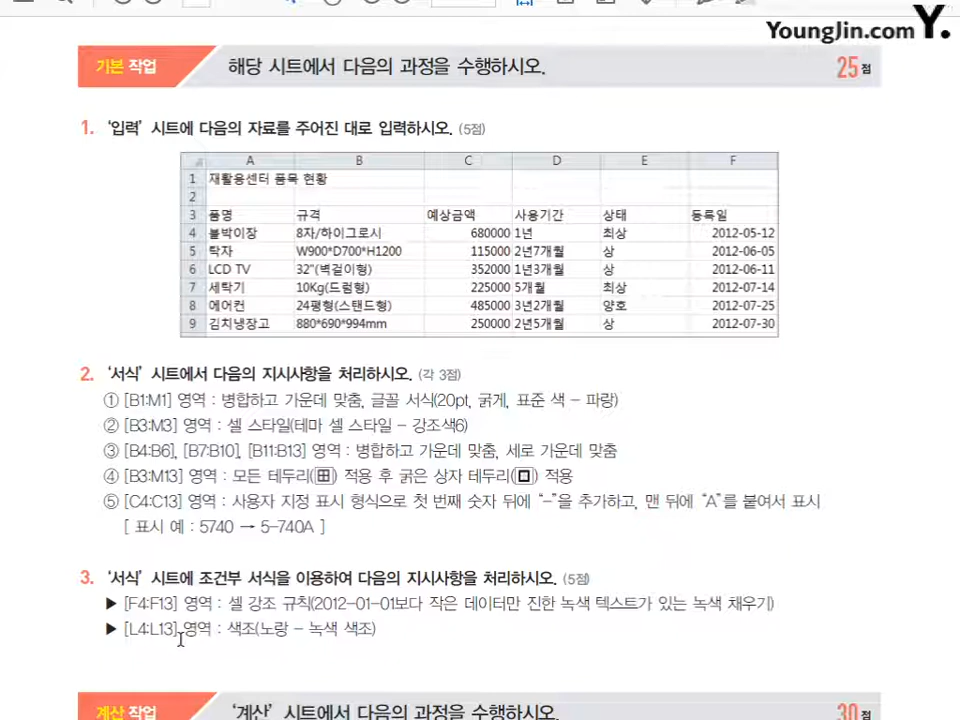 YoungJin.com Y.
기본 작업 해당 시트에서 다음의 과정을 수행하시오. 25점
1. ‘입력’ 시트에 다음의 자료를 주어진 대로 입력하시오. (5점)
A B C D E F
1 재활용센터 품목 현황
2
3 품명 규격 예상금액 사용기간 상태 등록일
4 붙박이장 8자/하이그로시 680000 1년 최상 2012-05-12
5 탁자 W900*D700*H1200 115000 2년7개월 상 2012-06-05
6 LCD TV 32"(벽걸이형) 352000 1년3개월 상 2012-06-11
7 세탁기 10Kg(드럼형) 225000 5개월 최상 2012-07-14
8 에어컨 24평형(스탠드형) 485000 3년2개월 양호 2012-07-25
9 김치냉장고 880*690*994mm 250000 2년5개월 상 2012-07-30
2. ‘서식’ 시트에서 다음의 지시사항을 처리하시오. (각 3점)
① [B1:M1] 영역 : 병합하고 가운데 맞춤, 글꼴 서식(20pt, 굵게, 표준 색 – 파랑)
② [B3:M3] 영역 : 셀 스타일(테마 셀 스타일 – 강조색6)
③ [B4:B6], [B7:B10], [B11:B13] 영역 : 병합하고 가운데 맞춤, 세로 가운데 맞춤
④ [B3:M13] 영역 : 모든 테두리(田) 적용 후 굵은 상자 테두리(□) 적용
⑤ [C4:C13] 영역 : 사용자 지정 표시 형식으로 첫 번째 숫자 뒤에 “–”을 추가하고, 맨 뒤에 “A”를 붙여서 표시
[ 표시 예 : 5740 → 5–740A ]
3. ‘서식’ 시트에 조건부 서식을 이용하여 다음의 지시사항을 처리하시오. (5점)
▶ [F4:F13] 영역 : 셀 강조 규칙(2012-01-01보다 작은 데이터만 진한 녹색 텍스트가 있는 녹색 채우기)
▶ [L4:L13] 영역 : 색조(노랑 – 녹색 색조)
계산 작업 ‘계산’ 시트에서 다음의 과정을 수행하시오. 30점